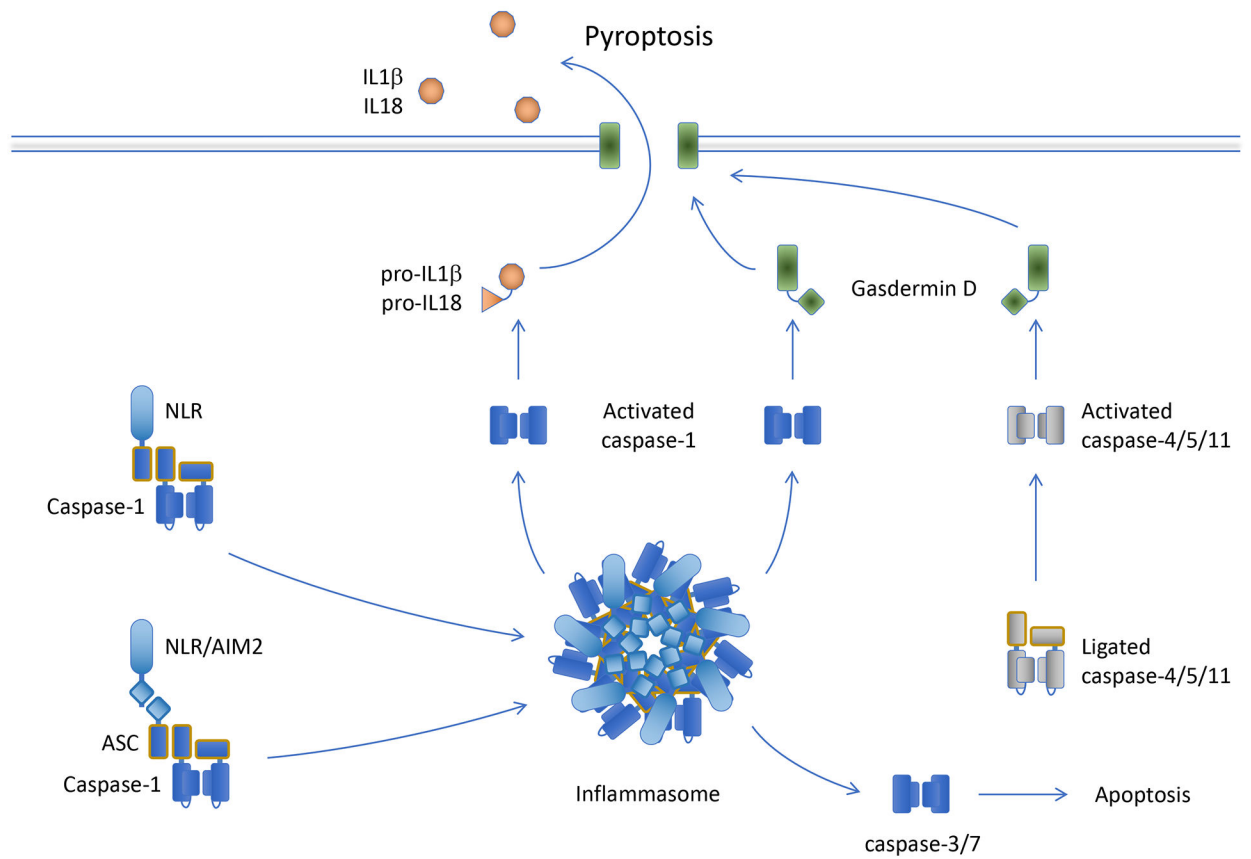 Pyroptosis
IL1β
IL18
pro-IL1β
pro-IL18
Gasdermin D
NLR
Caspase-1
Activated
caspase-1
Activated
caspase-4/5/11
NLR/AIM2
ASC
Caspase-1
Ligated
caspase-4/5/11
Inflammasome
caspase-3/7
Apoptosis